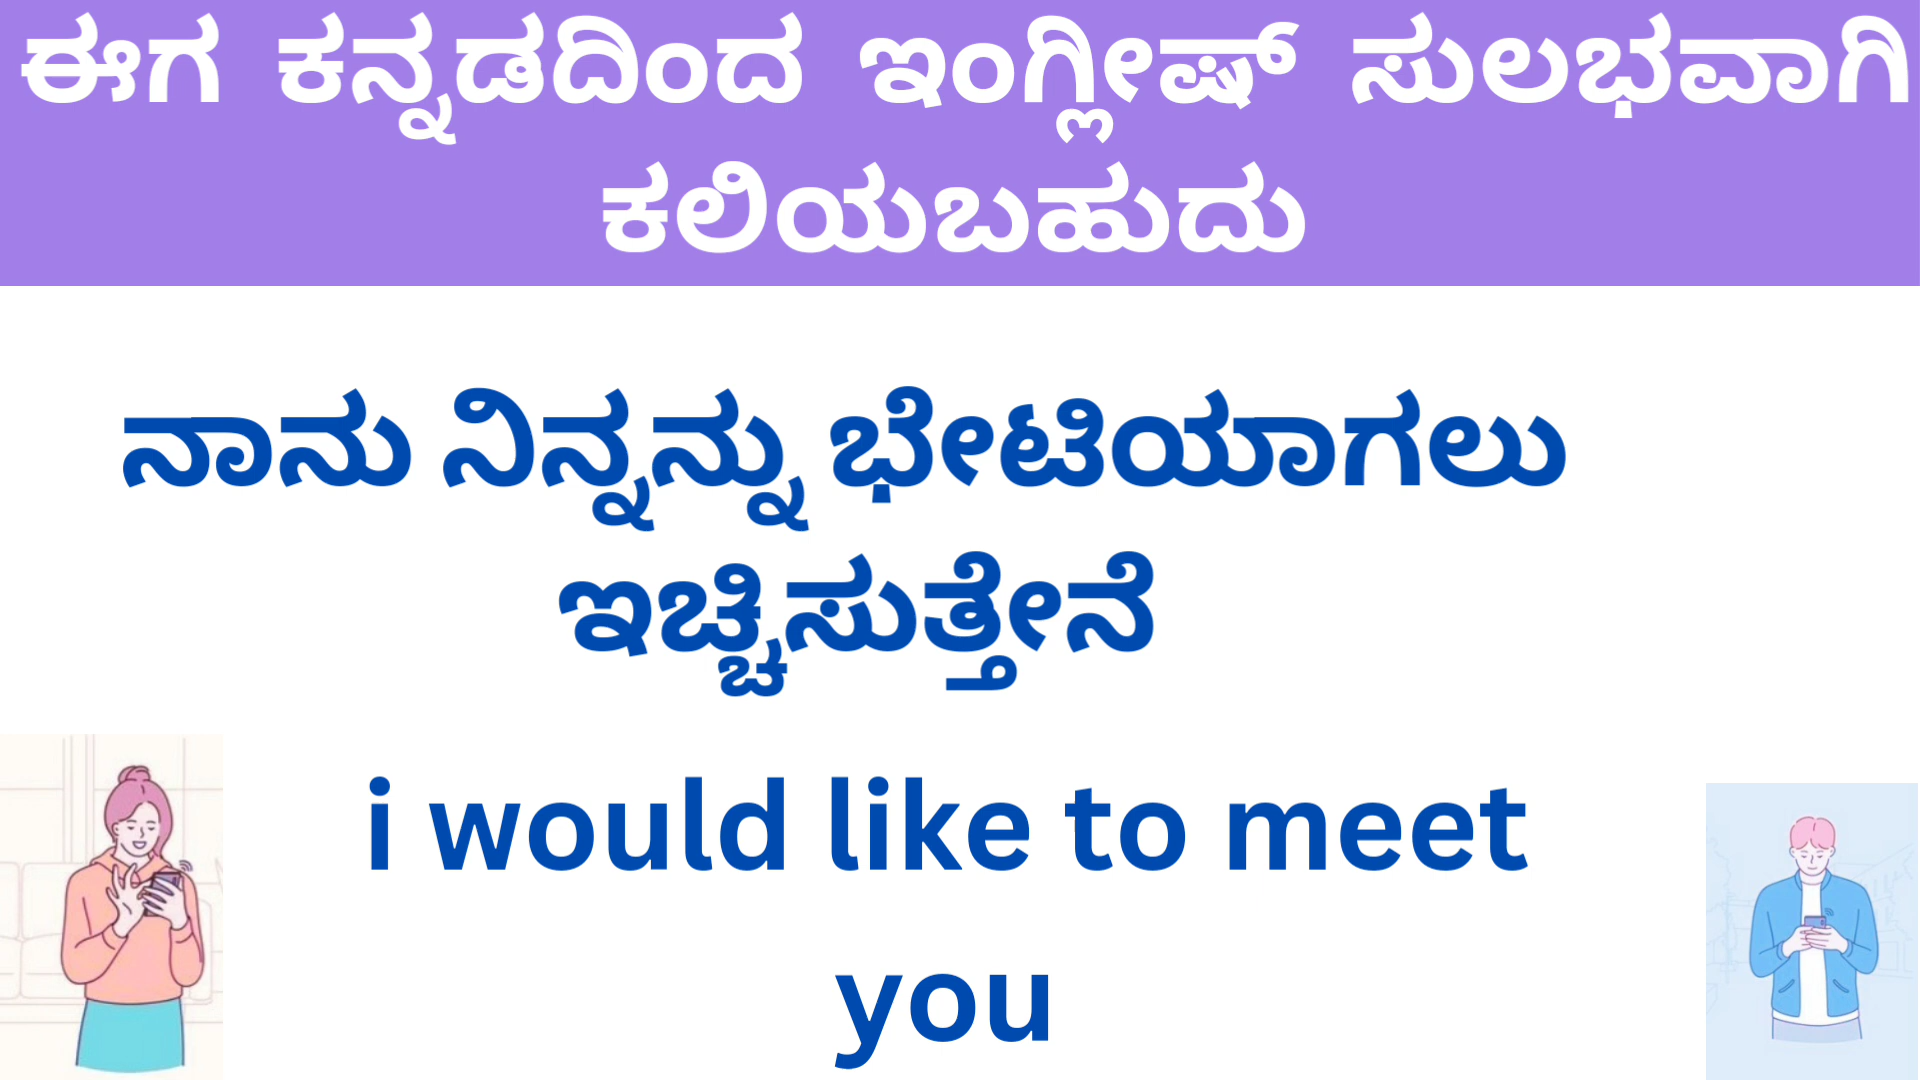 ಈಗ ಕನ್ನಡದಿಂದ ಇಂಗ್ಲೀಷ್ ಸುಲಭವಾಗಿ
ಕಲಿಯಬಹುದು
ನಾನು ನಿನ್ನನ್ನು ಭೇಟಿಯಾಗಲು
ಇಚ್ಚಿಸುತ್ತೇನೆ
i would like to meet
you